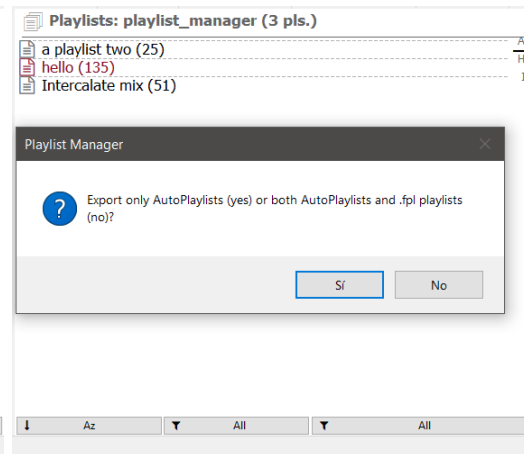 Playlists: playlist_manager (3 pls.)
a playlist two (25)
hello (135)
Intercalate mix (51)
A
H
I
Playlist Manager
Export only AutoPlaylists (yes) or both AutoPlaylists and .fpl playlists
(no)?
Sí
No
Az
All
All